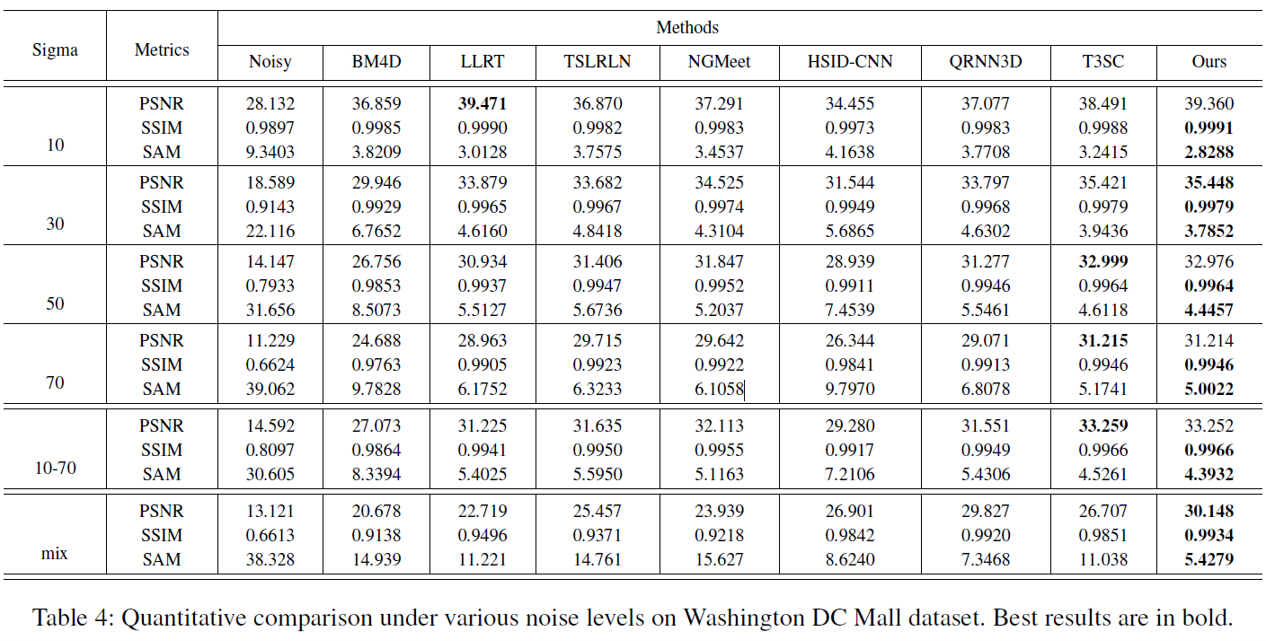 Sigma Metrics Methods
Noisy BM4D LLRT TSLRLN NGMeet HSID-CNN QRNN3D T3SC Ours
10 PSNR 28.132 36.859 39.471 36.870 37.291 34.455 37.077 38.491 39.360
SSIM 0.9897 0.9985 0.9990 0.9982 0.9983 0.9973 0.9983 0.9988 0.9991
SAM 9.3403 3.8209 3.0128 3.7575 3.4537 4.1638 3.7708 3.2415 2.8288
30 PSNR 18.589 29.946 33.879 33.682 34.525 31.544 33.797 35.421 35.448
SSIM 0.9143 0.9929 0.9965 0.9967 0.9974 0.9949 0.9968 0.9979 0.9979
SAM 22.116 6.7652 4.6160 4.8418 4.3104 5.6865 4.6302 3.9436 3.7852
50 PSNR 14.147 26.756 30.934 31.406 31.847 28.939 31.277 32.999 32.976
SSIM 0.7933 0.9853 0.9937 0.9947 0.9952 0.9911 0.9946 0.9964 0.9964
SAM 31.656 8.5073 5.5127 5.6736 5.2037 7.4539 5.5461 4.6118 4.4457
70 PSNR 11.229 24.688 28.963 29.715 29.642 26.344 29.071 31.215 31.214
SSIM 0.6624 0.9763 0.9905 0.9923 0.9922 0.9841 0.9913 0.9946 0.9946
SAM 39.062 9.7828 6.1752 6.3233 6.1058 9.7970 6.8078 5.1741 5.0022
10-70 PSNR 14.592 27.073 31.225 31.635 32.113 29.280 31.551 33.259 33.252
SSIM 0.8097 0.9864 0.9941 0.9950 0.9955 0.9917 0.9949 0.9966 0.9966
SAM 30.605 8.3394 5.4025 5.5950 5.1163 7.2106 5.4306 4.5261 4.3932
mix PSNR 13.121 20.678 22.719 25.457 23.939 26.901 29.827 26.707 30.148
SSIM 0.6613 0.9138 0.9496 0.9371 0.9218 0.9842 0.9920 0.9851 0.9934
SAM 38.328 14.939 11.221 14.761 15.627 8.6240 7.3468 11.038 5.4279
Table 4: Quantitative comparison under various noise levels on Washington DC Mall dataset. Best results are in bold.